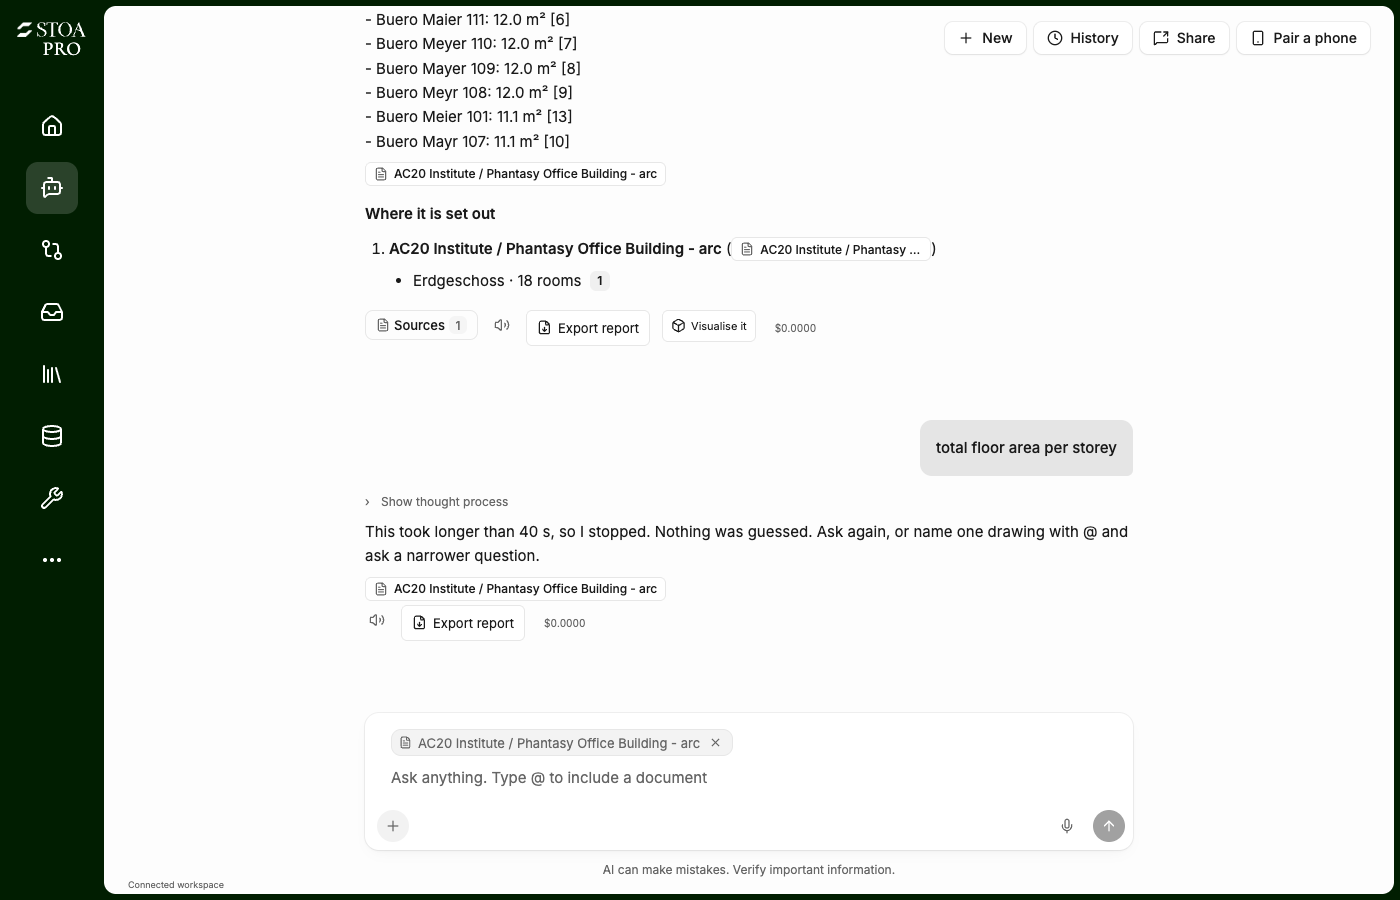 STOA
PRO
New
History
Share
Pair a phone
- Buero Maier 111: 12.0 m² [6]
- Buero Meyer 110: 12.0 m² [7]
- Buero Mayer 109: 12.0 m² [8]
- Buero Meyr 108: 12.0 m² [9]
- Buero Meier 101: 11.1 m² [13]
- Buero Mayr 107: 11.1 m² [10]
AC20 Institute / Phantasy Office Building - arc
Where it is set out
1. AC20 Institute / Phantasy Office Building - arc ( AC20 Institute / Phantasy ... )
• Erdgeschoss · 18 rooms 1
Sources 1 Export report Visualise it $0.0000
total floor area per storey
› Show thought process
This took longer than 40 s, so I stopped. Nothing was guessed. Ask again, or name one drawing with @ and
ask a narrower question.
AC20 Institute / Phantasy Office Building - arc
Export report $0.0000
AC20 Institute / Phantasy Office Building - arc
Ask anything. Type @ to include a document
AI can make mistakes. Verify important information.
Connected workspace